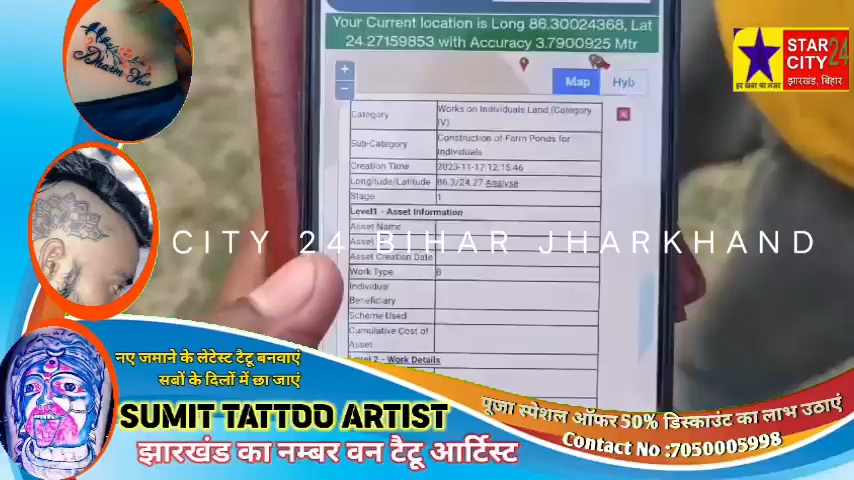 Your Current location is Long 86.30024368, Lat
24.27159853 with Accuracy 3.7900925 Mtr
+
−
Map Hyb
Category Works on Individuals Land (Category IV)
Sub-Category Construction of Farm Ponds for Individuals
Creation Time 2023-11-17 12:15:46
Longitude/Latitude 86.3/24.27 Analyse
Stage 1
Level1 - Asset Information
Asset Name
Asset
Asset Creation Date
Work Type B
Individual Beneficiary
Scheme Used
Cumulative Cost of Asset
Level 2 - Work Details
STAR
CITY 24
हर खबर पर नज़र
झारखंड, बिहार
CITY 24 BIHAR JHARKHAND
नए जमाने के लेटेस्ट टैटू बनवाएं
सबों के दिलों में छा जाएं
SUMIT TATTOO ARTIST
झारखंड का नम्बर वन टैटू आर्टिस्ट
पूजा स्पेशल ऑफर 50% डिस्काउंट का लाभ उठाएं
Contact No :7050005998